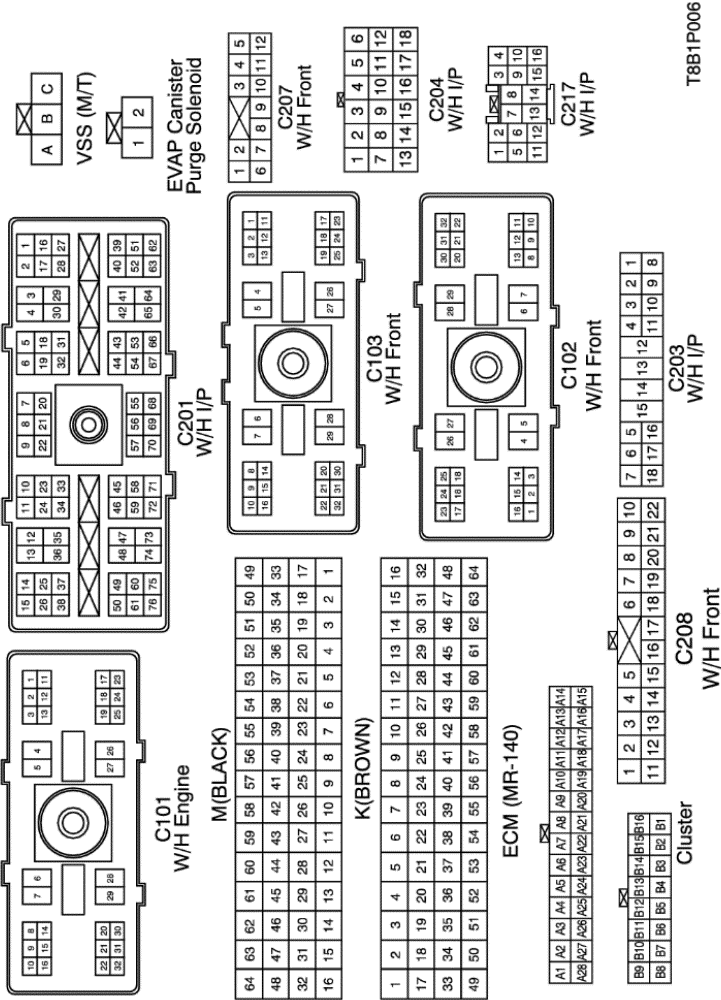 10 9 8
16 15 14
7 6
5 4
3 2 1
13 12 11
22 21 20
32 31 30
29 28
27 26
19 18 17
25 24 23
C101
W/H Engine
15 14
26 25
38 37
13 12
36 35
11 10
24 23
34 33
9 8 7
22 21 20
6 5
19 18
32 31
4 3
30 29
2 1
17 16
28 27
50 49
61 60
76 75
48 47
74 73
46 45
59 58
72 71
57 56 55
70 69 68
44 43
54 53
67 66
42 41
65 64
40 39
52 51
63 62
C201
W/H I/P
A B C
VSS (M/T)
1 2
EVAP Canister
Purge Solenoid
M(BLACK)
64 63 62 61 60 59 58 57 56 55 54 53 52 51 50 49
48 47 46 45 44 43 42 41 40 39 38 37 36 35 34 33
32 31 30 29 28 27 26 25 24 23 22 21 20 19 18 17
16 15 14 13 12 11 10 9 8 7 6 5 4 3 2 1
K(BROWN)
1 2 3 4 5 6 7 8 9 10 11 12 13 14 15 16
17 18 19 20 21 22 23 24 25 26 27 28 29 30 31 32
33 34 35 36 37 38 39 40 41 42 43 44 45 46 47 48
49 50 51 52 53 54 55 56 57 58 59 60 61 62 63 64
ECM (MR-140)
10 9 8
16 15 14
7 6
5 4
3 2 1
13 12 11
22 21 20
32 31 30
29 28
27 26
19 18 17
25 24 23
C103
W/H Front
1 2 3 4 5
6 7 8 9 10 11 12
C207
W/H Front
1 2 3 4 5 6
7 8 9 10 11 12
13 14 15 16 17 18
C204
W/H I/P
23 24 25
17 18 18
26 27
28 29
30 31 32
20 21 22
16 15 14
1 2 3
4 5
6 7
13 12 11
8 9 10
C102
W/H Front
1 2 3 4
5 6 7 8 9 10
11 12 13 14 15 16
C217
W/H I/P
A1 A2 A3 A4 A5 A6 A7 A8 A9 A10 A11 A12 A13 A14
A28 A27 A26 A25 A24 A23 A22 A21 A20 A19 A18 A17 A16 A15
B9 B10 B11 B12 B13 B14 B15 B16
B8 B7 B6 B5 B4 B3 B2 B1
Cluster
1 2 3 4 5 6 7 8 9 10
11 12 13 14 15 16 17 18 19 20 21 22
C208
W/H Front
7 6 5 4 3 2 1
18 17 16 15 14 13 12 11 10 9 8
C203
W/H I/P
T8B1P006